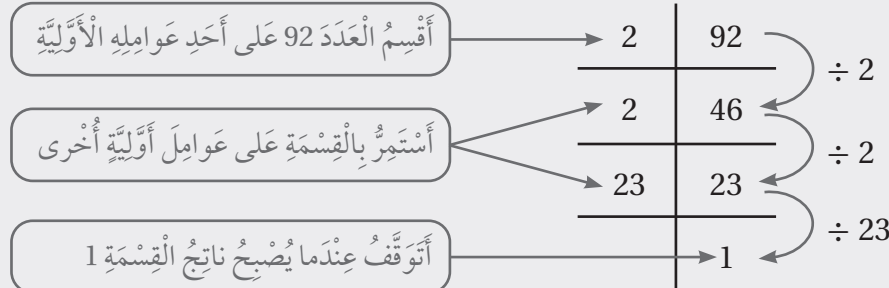 أَقْسِمُ الْعَدَدَ 92 عَلى أَحَدِ عَوامِلِهِ الْأَوَّلِيَّةِ
2 92
÷ 2
أَسْتَمِرُّ بِالْقِسْمَةِ عَلى عَوامِلَ أَوَّلِيَّةٍ أُخْرى
2 46
÷ 2
23 23
÷ 23
أَتَوَقَّفُ عِنْدَما يُصْبِحُ ناتِجُ الْقِسْمَةِ 1
1